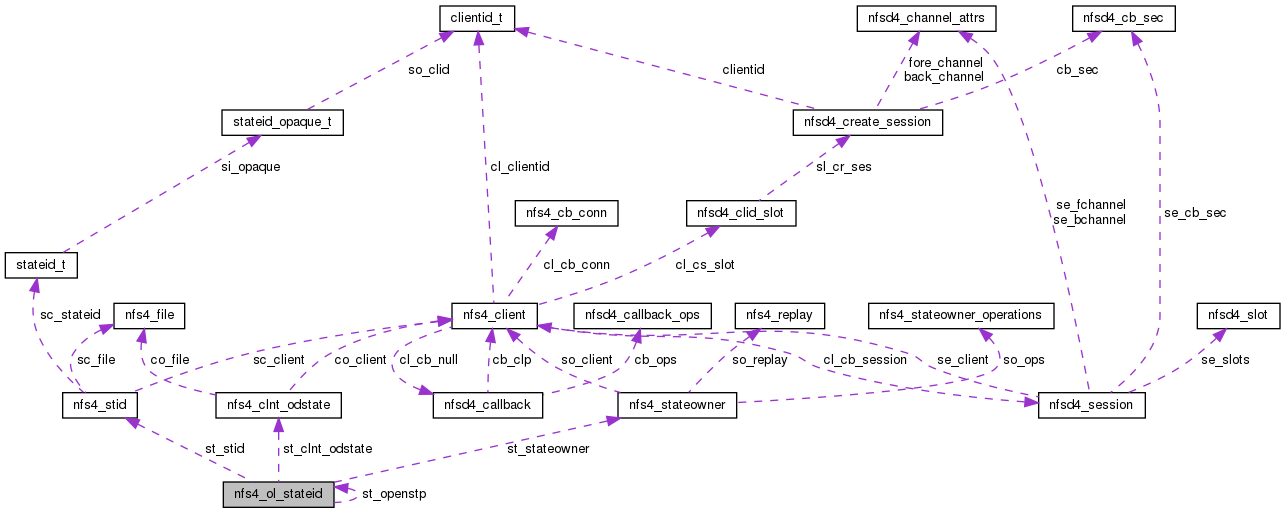 clientid_t
nfsd4_channel_attrs
nfsd4_cb_sec
so_clid
clientid
fore_channel
back_channel
cb_sec
stateid_opaque_t
nfsd4_create_session
si_opaque
cl_clientid
sl_cr_ses
nfs4_cb_conn
nfsd4_clid_slot
se_fchannel
se_bchannel
se_cb_sec
stateid_t
cl_cb_conn
cl_cs_slot
sc_stateid
nfs4_file
nfs4_client
nfsd4_callback_ops
nfs4_replay
nfs4_stateowner_operations
nfsd4_slot
sc_file
co_file
sc_client
co_client
cl_cb_null
cb_clp
so_client
cb_ops
so_replay
cl_cb_session
se_client
so_ops
se_slots
nfs4_stid
nfs4_clnt_odstate
nfsd4_callback
nfs4_stateowner
nfsd4_session
st_stid
st_clnt_odstate
st_stateowner
nfs4_ol_stateid
st_openstp